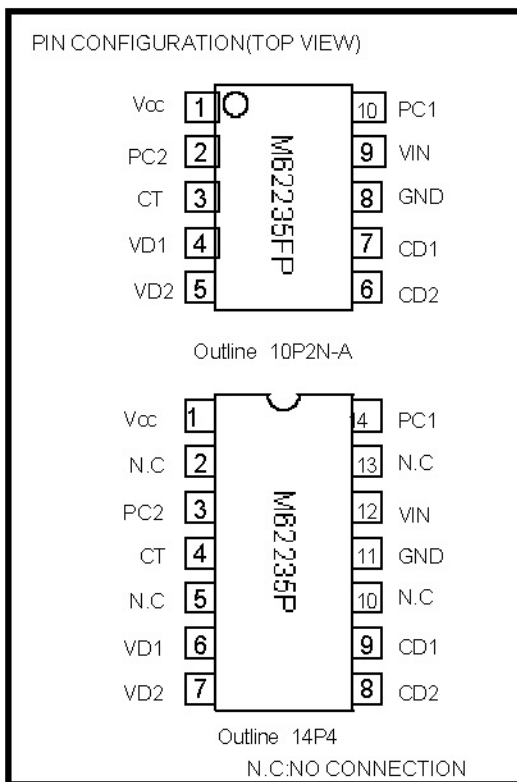 PIN CONFIGURATION(TOP VIEW)
Vcc 1 10 PC1
PC2 2 9 VIN
CT 3 8 GND
VD1 4 7 CD1
VD2 5 6 CD2
M62235FP
Outline 10P2N-A
Vcc 1 14 PC1
N.C 2 13 N.C
PC2 3 12 VIN
CT 4 11 GND
N.C 5 10 N.C
VD1 6 9 CD1
VD2 7 8 CD2
M62235P
Outline 14P4
N.C:NO CONNECTION